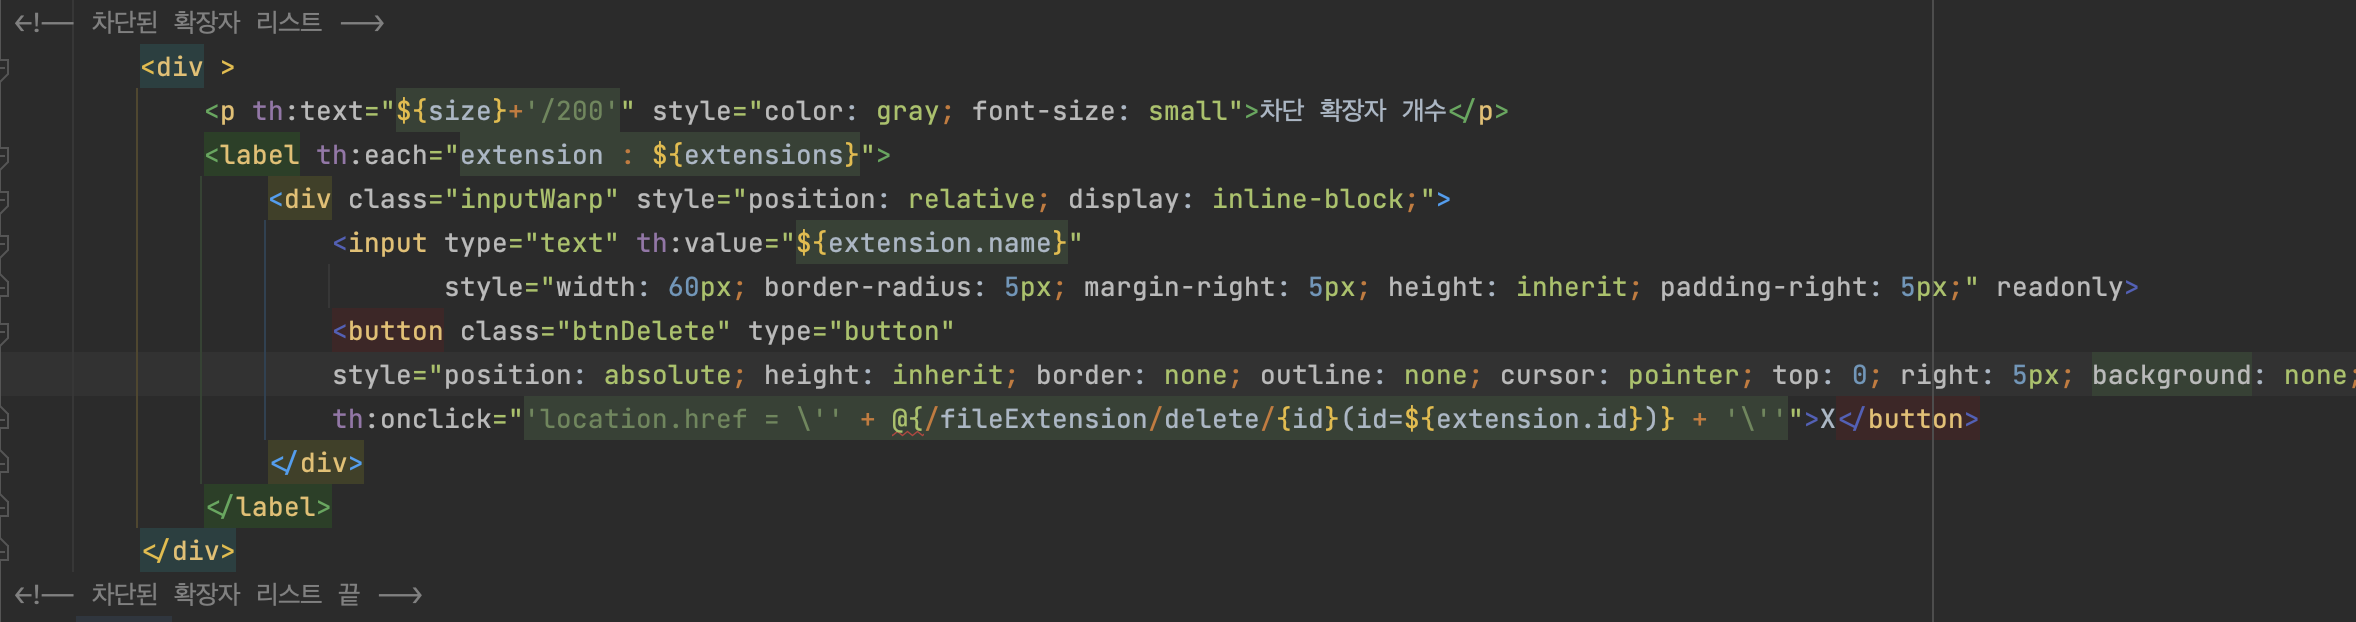 <!-- 차단된 확장자 리스트 -->
<div >
<p th:text="${size}+'/200'" style="color: gray; font-size: small">차단 확장자 개수</p>
<label th:each="extension : ${extensions}">
<div class="inputWarp" style="position: relative; display: inline-block;">
<input type="text" th:value="${extension.name}"
style="width: 60px; border-radius: 5px; margin-right: 5px; height: inherit; padding-right: 5px;" readonly>
<button class="btnDelete" type="button"
style="position: absolute; height: inherit; border: none; outline: none; cursor: pointer; top: 0; right: 5px; background: none;
th:onclick="'location.href = \'' + @{/fileExtension/delete/{id}(id=${extension.id})} + '\''">X</button>
</div>
</label>
</div>
<!-- 차단된 확장자 리스트 끝 -->